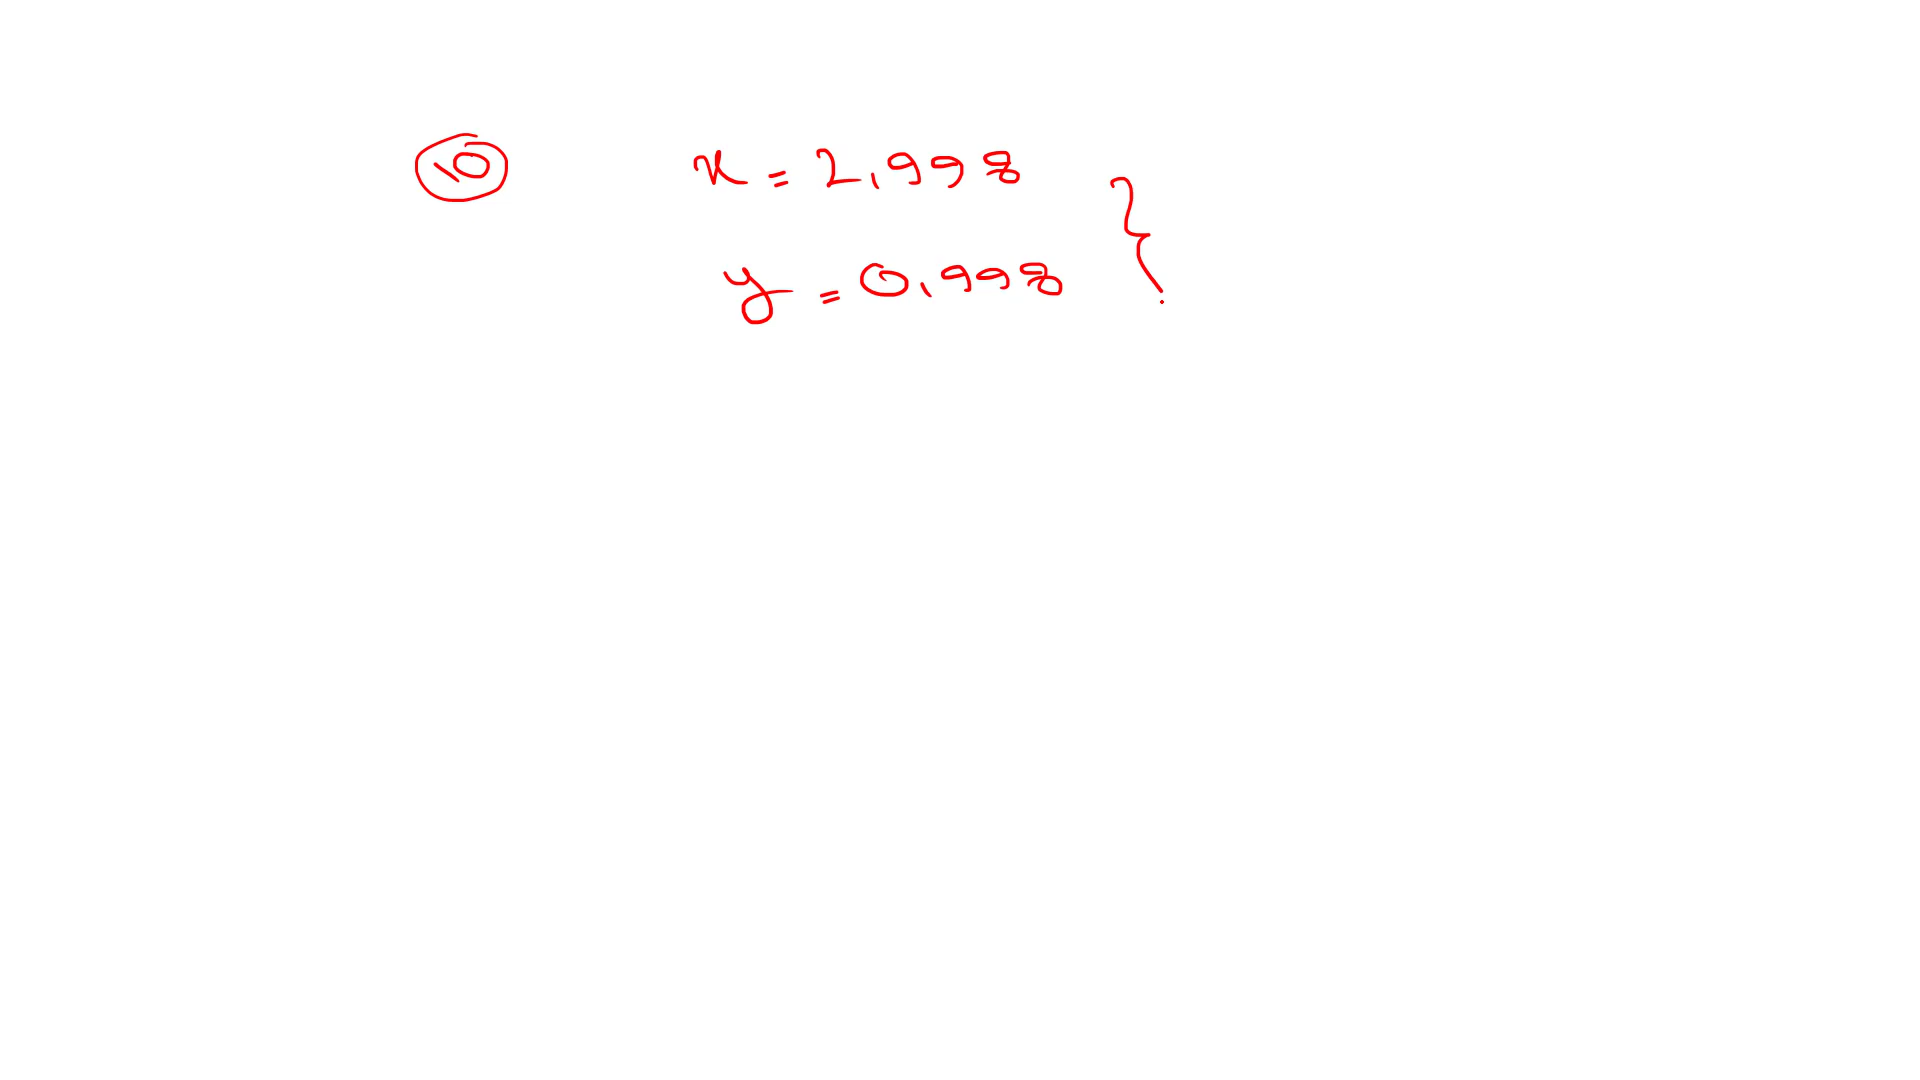 10 x = 2,998
y = 0,998 }